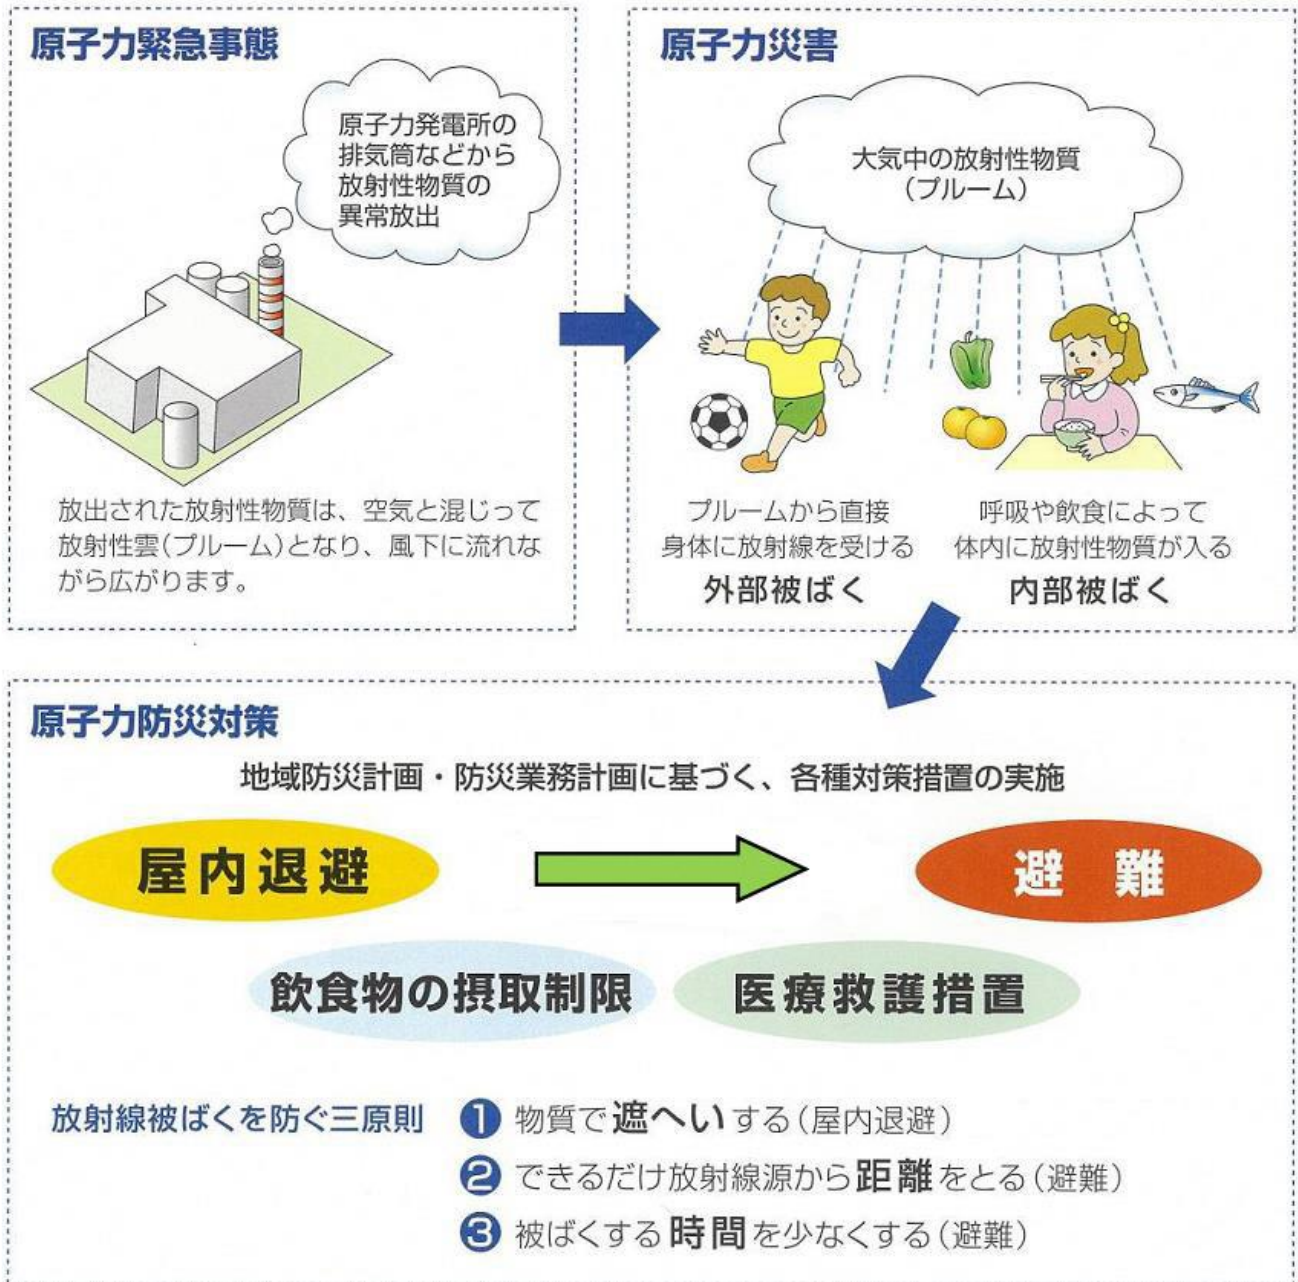 原子力緊急事態
原子力発電所の
排気筒などから
放射性物質の
異常放出
放出された放射性物質は、空気と混じって
放射性雲(プルーム)となり、風下に流れな
がら広がります。
原子力災害
大気中の放射性物質
(プルーム)
プルームから直接
身体に放射線を受ける
外部被ばく
呼吸や飲食によって
体内に放射性物質が入る
内部被ばく
原子力防災対策
地域防災計画・防災業務計画に基づく、各種対策措置の実施
屋内退避
避 難
飲食物の摂取制限
医療救護措置
放射線被ばくを防ぐ三原則
1 物質で遮へいする(屋内退避)
2 できるだけ放射線源から距離をとる(避難)
3 被ばくする時間を少なくする(避難)